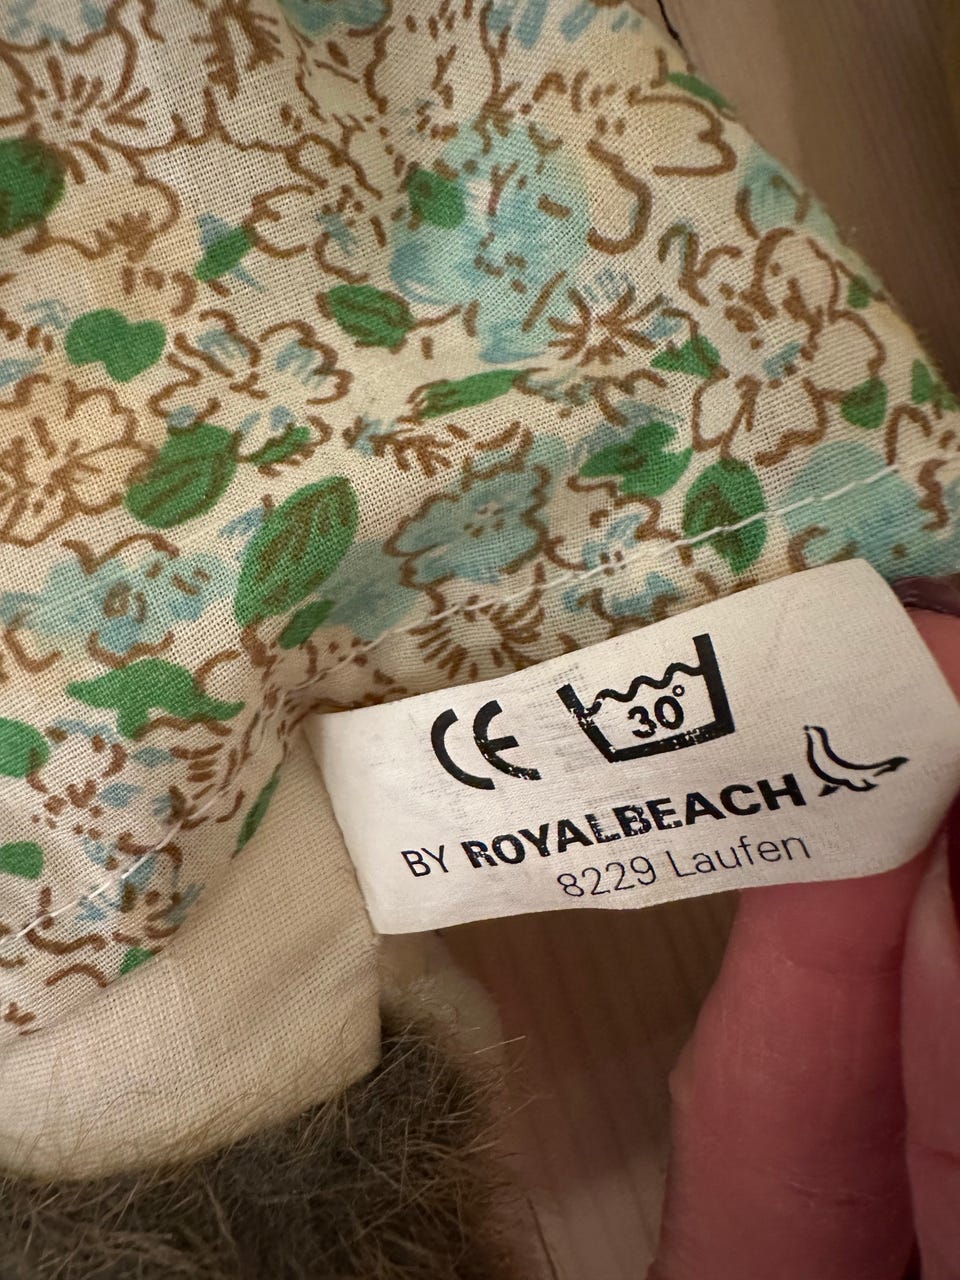 CE 30°
BY ROYALBEACH
8229 Laufen